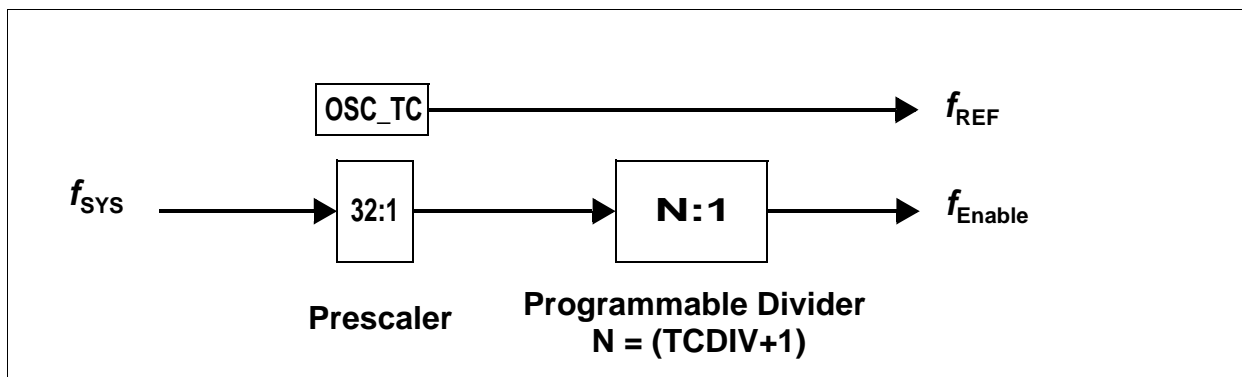 OSC_TC
fREF
fSYS
32:1
N:1
fEnable
Prescaler
Programmable Divider
N = (TCDIV+1)